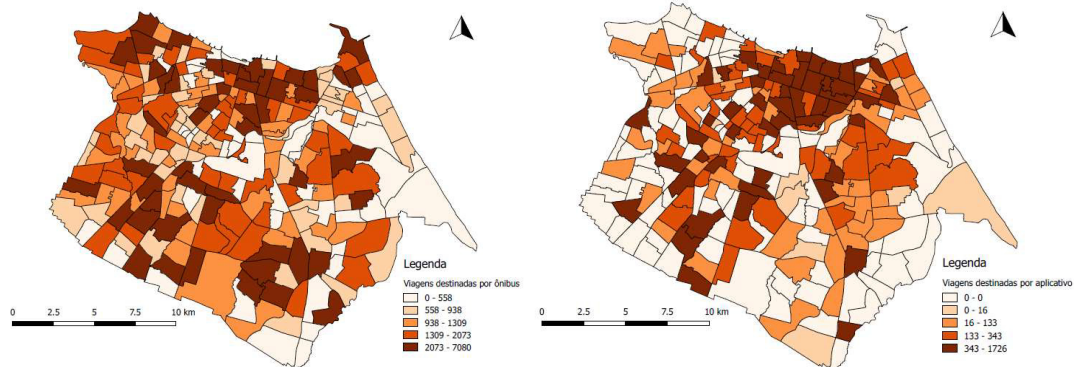 Legenda
Viagens destinadas por ônibus
0 - 558
558 - 938
938 - 1309
1309 - 2073
2073 - 7080
0 2.5 5 7.5 10 km
Legenda
Viagens destinadas por aplicativo
0 - 0
0 - 16
16 - 133
133 - 343
343 - 1726
0 2.5 5 7.5 10 km